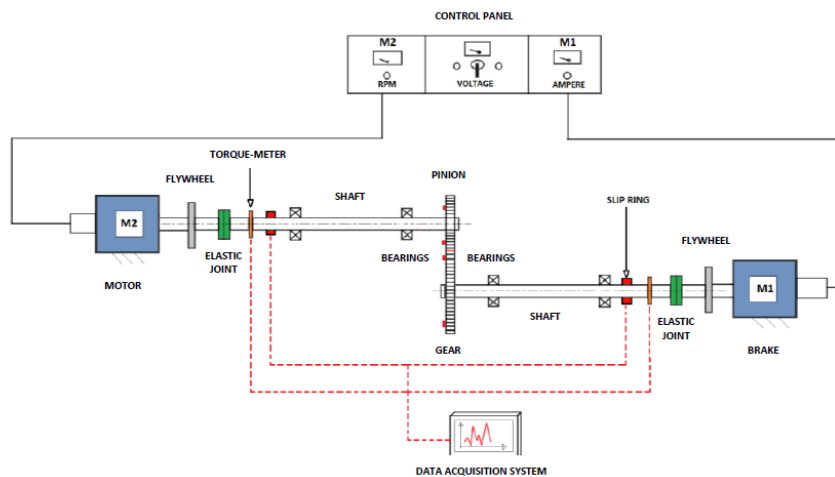 CONTROL PANEL
M2
M1
RPM
VOLTAGE
AMPERE
TORQUE-METER
FLYWHEEL
SHAFT
PINION
SLIP RING
FLYWHEEL
M2
ELASTIC
JOINT
BEARINGS
BEARINGS
MOTOR
M1
SHAFT
ELASTIC
JOINT
GEAR
BRAKE
DATA ACQUISITION SYSTEM